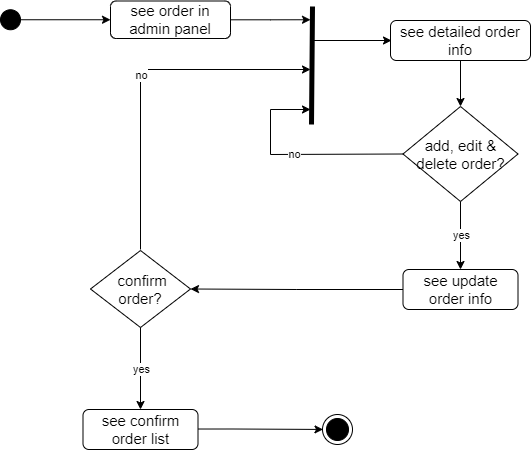 see order in
admin panel
see detailed order
info
no
add, edit &
delete order?
no
yes
confirm
order?
see update
order info
yes
see confirm
order list